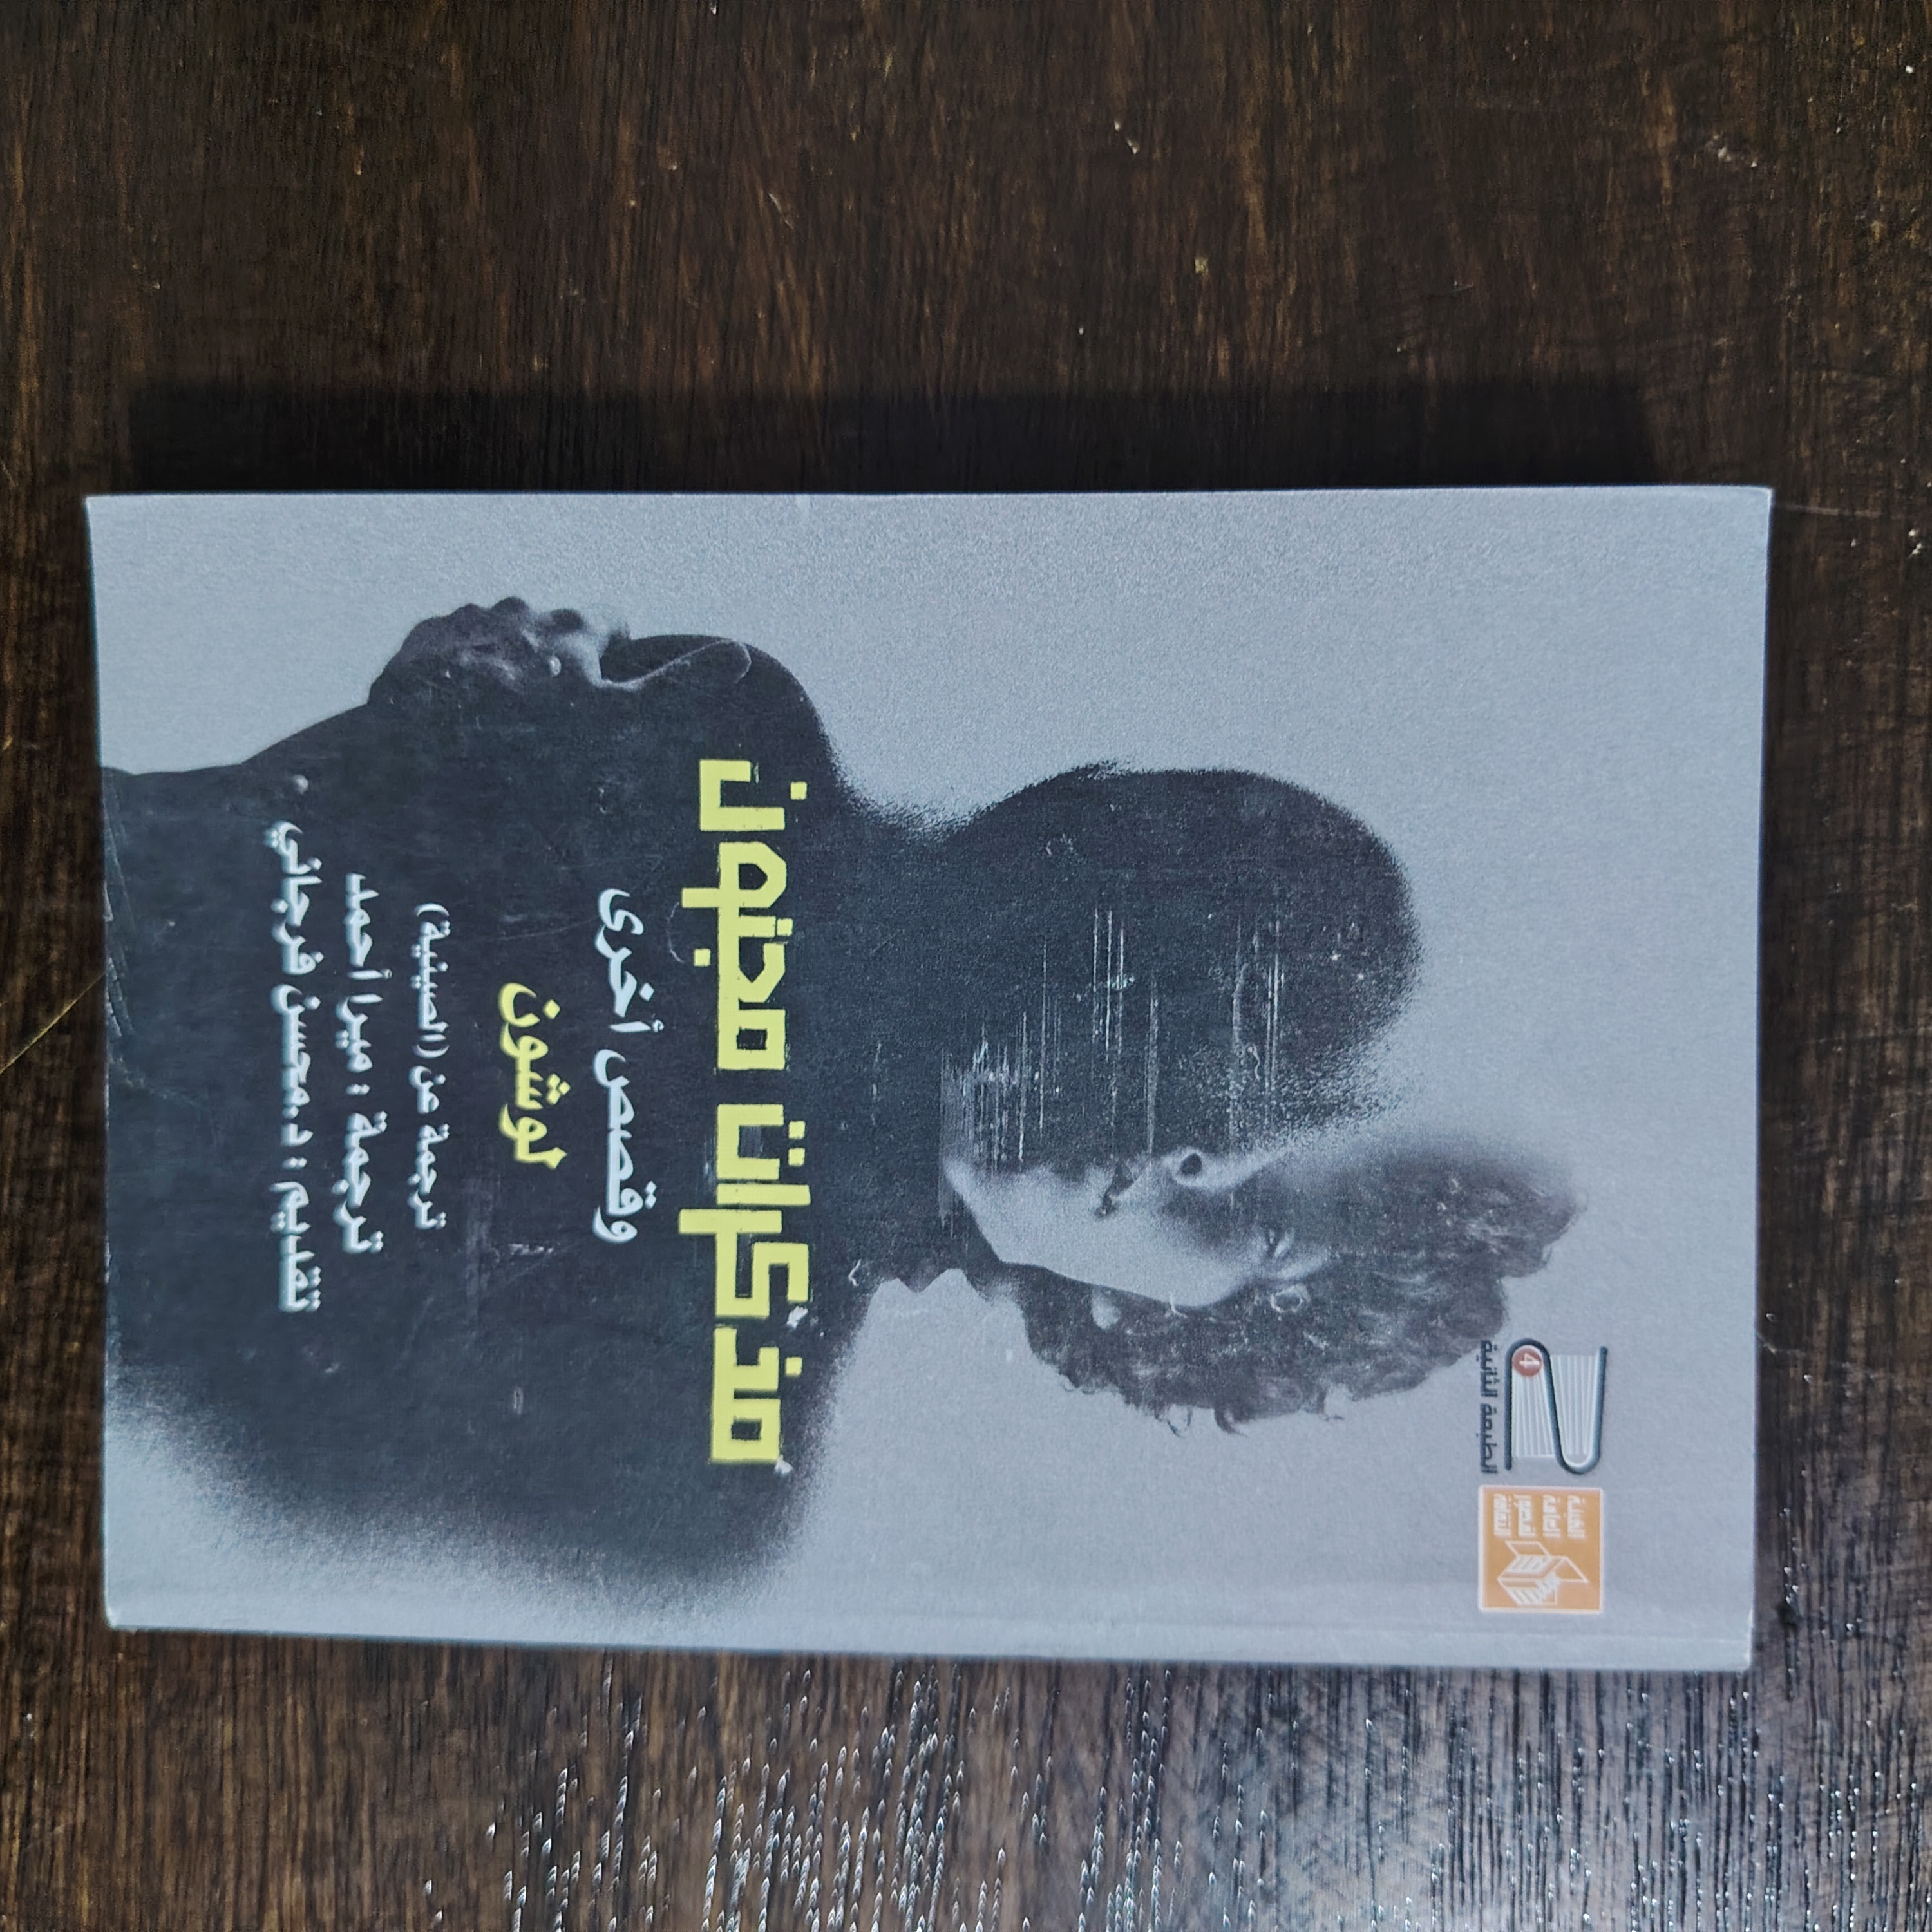 الهيئة
العامة
لقصور
الثقافة
4
الطبعة الثانية
مذكرات مجنون
وقصص أخرى
لوشون
ترجمة عن (الصينية)
ترجمة : ميرا أحمد
تقديم : د.محسن فرجاني